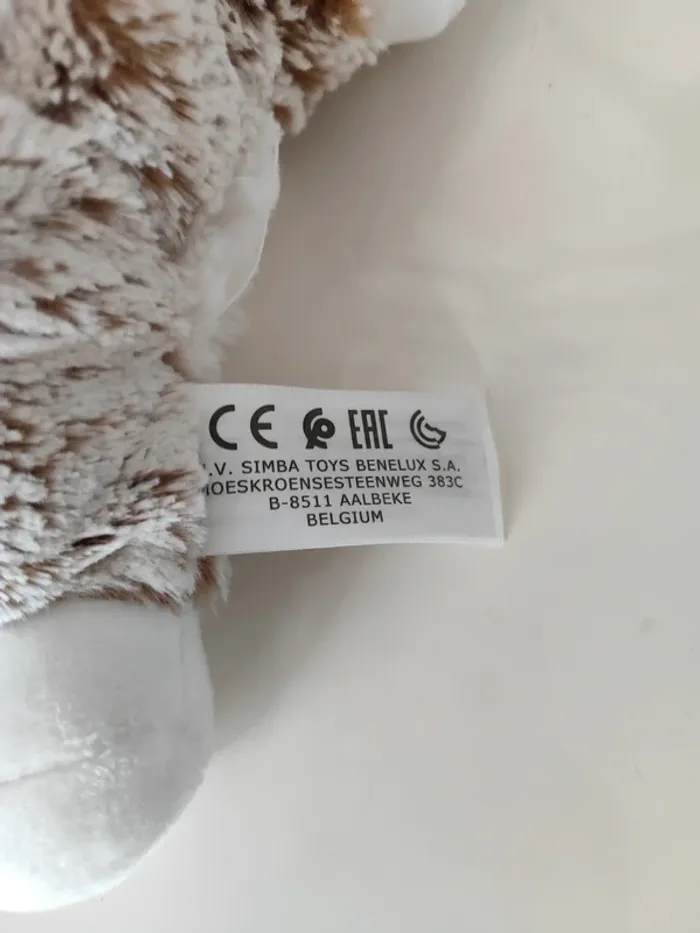 CE EAC
.V. SIMBA TOYS BENELUX S.A.
MOESKROENSESTEENWEG 383C
B-8511 AALBEKE
BELGIUM